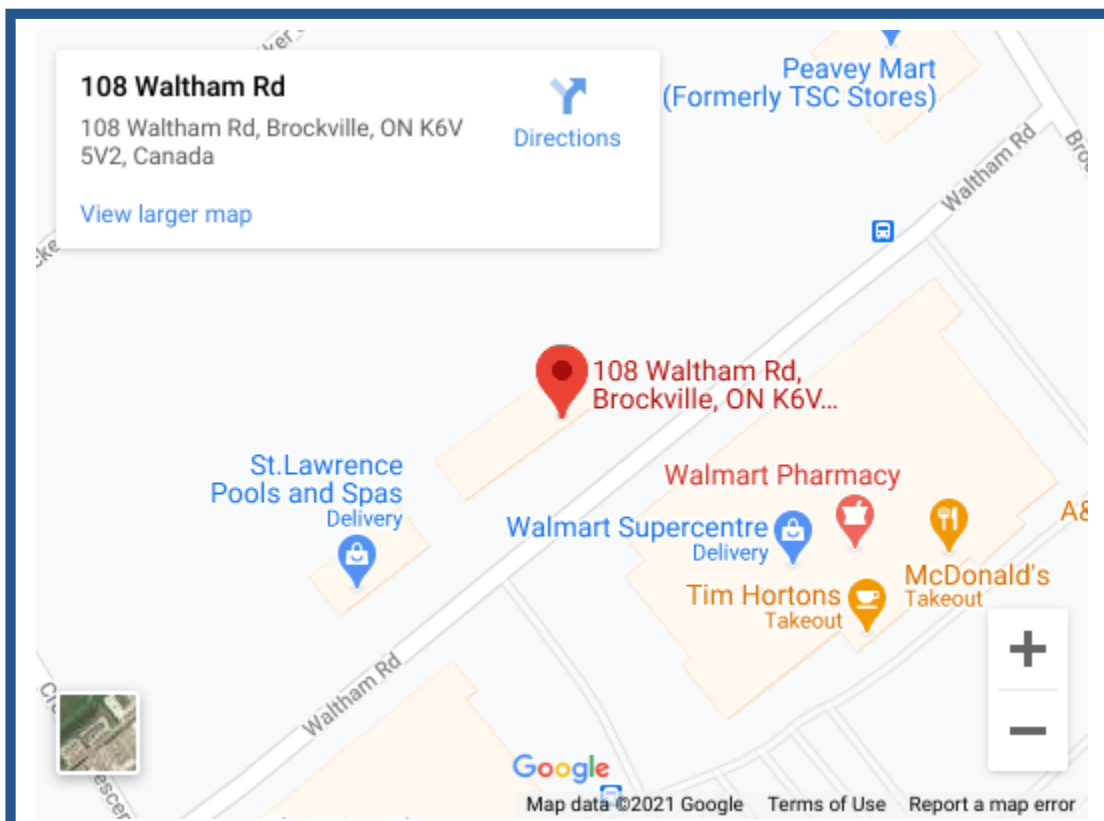 108 Waltham Rd
108 Waltham Rd, Brockville, ON K6V
5V2, Canada
Directions
View larger map
Peavey Mart
(Formerly TSC Stores)
Waltham Rd
108 Waltham Rd,
Brockville, ON K6V...
St.Lawrence
Pools and Spas
Delivery
Walmart Pharmacy
Walmart Supercentre
Delivery
A&
McDonald's
Takeout
Tim Hortons
Takeout
Waltham Rd
Google
Map data ©2021 Google
Terms of Use
Report a map error